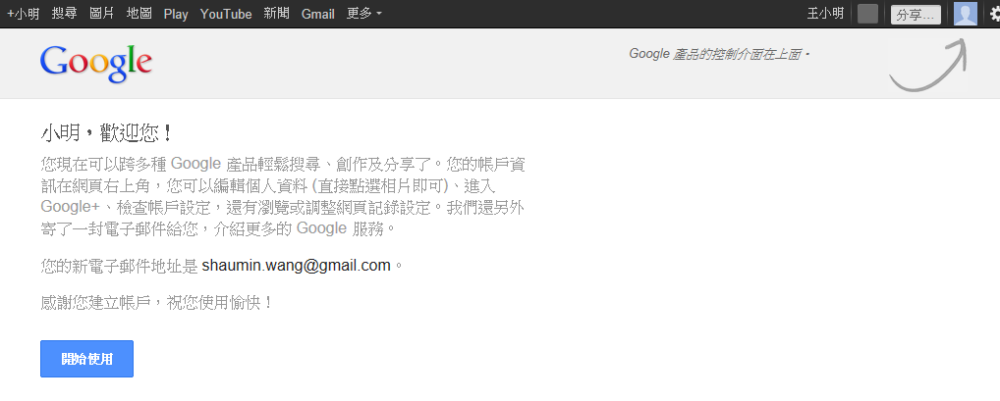 +小明 搜尋 圖片 地圖 Play YouTube 新聞 Gmail 更多 王小明 分享...
Google
Google 產品的控制介面在上面。
小明，歡迎您！
您現在可以跨多種 Google 產品輕鬆搜尋、創作及分享了。您的帳戶資
訊在網頁右上角，您可以編輯個人資料 (直接點選相片即可)、進入
Google+、檢查帳戶設定，還有瀏覽或調整網頁記錄設定。我們還另外
寄了一封電子郵件給您，介紹更多的 Google 服務。
您的新電子郵件地址是 shaumin.wang@gmail.com。
感謝您建立帳戶，祝您使用愉快！
開始使用